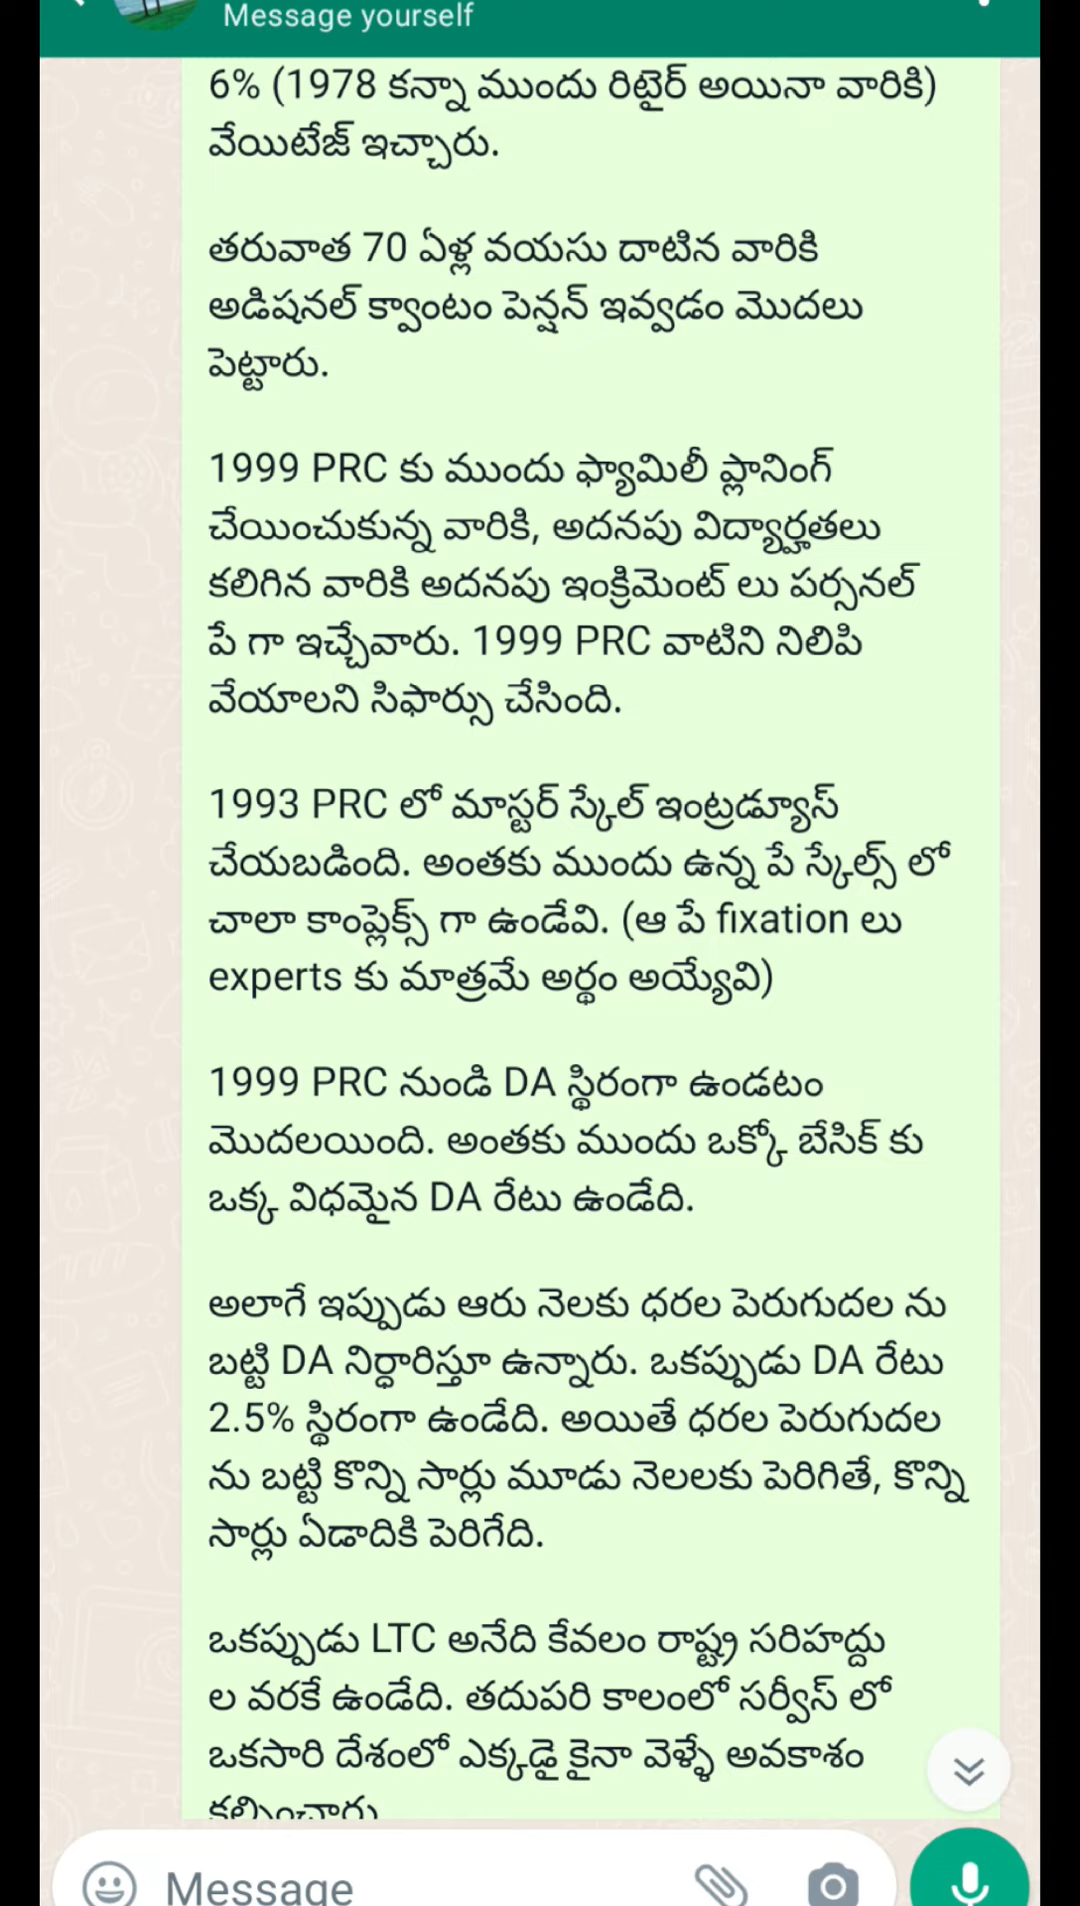 Message yourself
6% (1978 కన్నా ముందు రిటైర్ అయినా వారికి)
వేయిటేజ్ ఇచ్చారు.
తరువాత 70 ఏళ్ల వయసు దాటిన వారికి
అడిషనల్ క్వాంటం పెన్షన్ ఇవ్వడం మొదలు
పెట్టారు.
1999 PRC కు ముందు ఫ్యామిలీ ప్లానింగ్
చేయించుకున్న వారికి, అదనపు విద్యార్హతలు
కలిగిన వారికి అదనపు ఇంక్రిమెంట్ లు పర్సనల్
పే గా ఇచ్చేవారు. 1999 PRC వాటిని నిలిపి
వేయాలని సిఫార్సు చేసింది.
1993 PRC లో మాస్టర్ స్కేల్ ఇంట్రడ్యూస్
చేయబడింది. అంతకు ముందు ఉన్న పే స్కేల్స్ లో
చాలా కాంప్లెక్స్ గా ఉండేవి. (ఆ పే fixation లు
experts కు మాత్రమే అర్థం అయ్యేవి)
1999 PRC నుండి DA స్థిరంగా ఉండటం
మొదలయింది. అంతకు ముందు ఒక్కో బేసిక్ కు
ఒక్క విధమైన DA రేటు ఉండేది.
అలాగే ఇప్పుడు ఆరు నెలకు ధరల పెరుగుదల ను
బట్టి DA నిర్ధారిస్తూ ఉన్నారు. ఒకప్పుడు DA రేటు
2.5% స్థిరంగా ఉండేది. అయితే ధరల పెరుగుదల
ను బట్టి కొన్ని సార్లు మూడు నెలలకు పెరిగితే, కొన్ని
సార్లు ఏడాదికి పెరిగేది.
ఒకప్పుడు LTC అనేది కేవలం రాష్ట్ర సరిహద్దు
ల వరకే ఉండేది. తదుపరి కాలంలో సర్వీస్ లో
ఒకసారి దేశంలో ఎక్కడై కైనా వెళ్ళే అవకాశం
కల్పించారు
Message